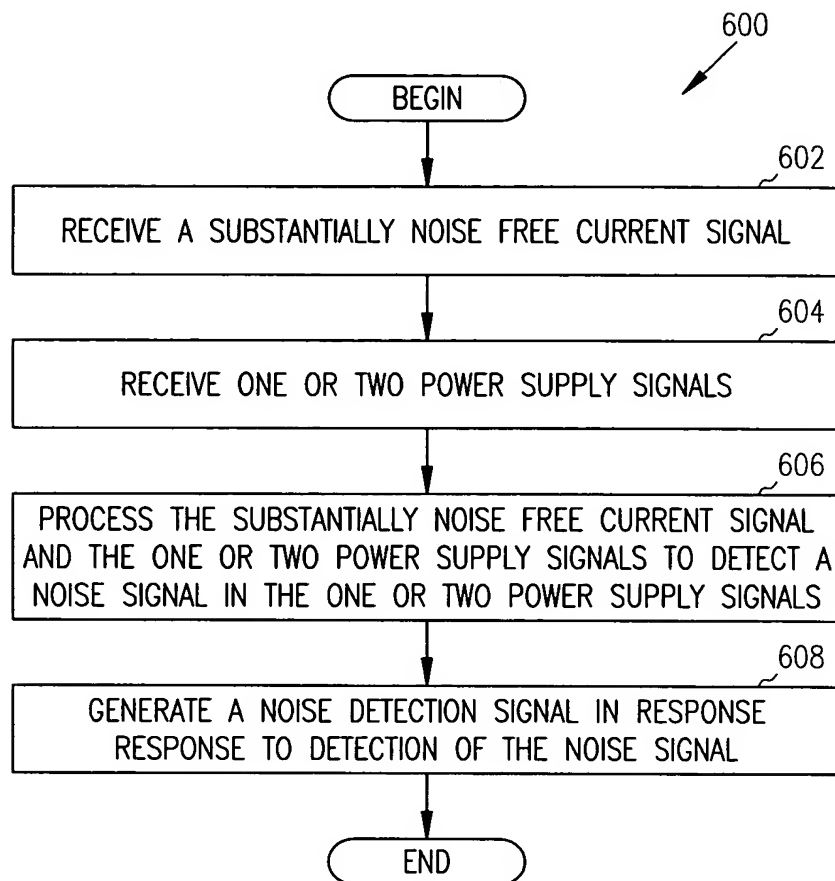 600
BEGIN
602
RECEIVE A SUBSTANTIALLY NOISE FREE CURRENT SIGNAL
604
RECEIVE ONE OR TWO POWER SUPPLY SIGNALS
606
PROCESS THE SUBSTANTIALLY NOISE FREE CURRENT SIGNAL
AND THE ONE OR TWO POWER SUPPLY SIGNALS TO DETECT A
NOISE SIGNAL IN THE ONE OR TWO POWER SUPPLY SIGNALS
608
GENERATE A NOISE DETECTION SIGNAL IN RESPONSE
RESPONSE TO DETECTION OF THE NOISE SIGNAL
END